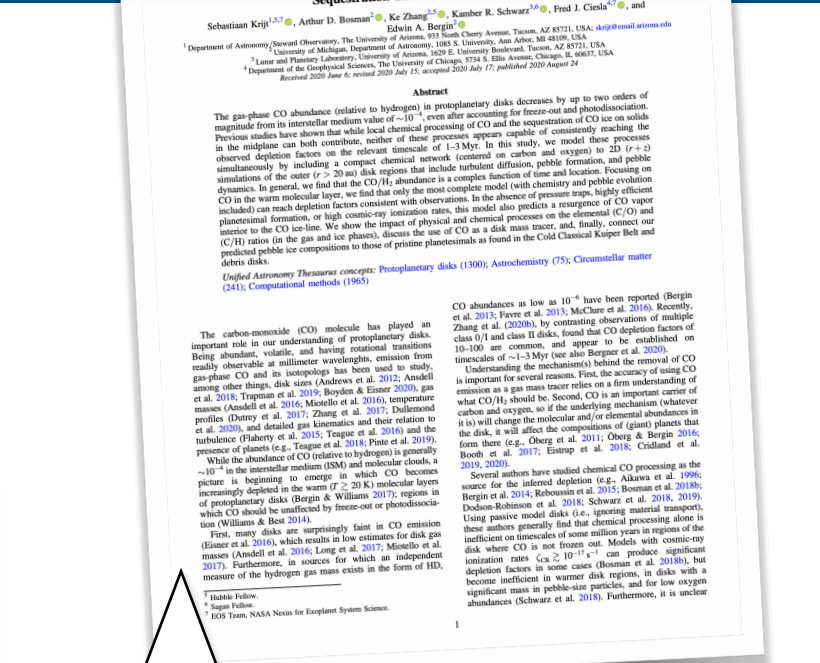 Sebastiaan Krijt1,5,7, Arthur D. Bosman2, Ke Zhang2,5, Kamber R. Schwarz3,6, Fred J. Ciesla4,7, and
Edwin A. Bergin2
1 Department of Astronomy/Steward Observatory, The University of Arizona, 933 North Cherry Avenue, Tucson, AZ 85721, USA; skrijt@email.arizona.edu
2 University of Michigan, Department of Astronomy, 1085 S. University, Ann Arbor, MI 48109, USA
3 Lunar and Planetary Laboratory, University of Arizona, 1629 E. University Boulevard, Tucson, AZ 85721, USA
4 Department of the Geophysical Sciences, The University of Chicago, 5734 S. Ellis Avenue, Chicago, IL 60637, USA
Received 2020 June 6; revised 2020 July 15; accepted 2020 July 17; published 2020 August 24
Abstract
The gas-phase CO abundance (relative to hydrogen) in protoplanetary disks decreases by up to two orders of
magnitude from its interstellar medium value of ~10−4, even after accounting for freeze-out and photodissociation.
Previous studies have shown that while local chemical processing of CO and the sequestration of CO ice on solids
in the midplane can both contribute, neither of these processes appears capable of consistently reaching the
observed depletion factors on the relevant timescale of 1–3 Myr. In this study, we model these processes
simultaneously by including a compact chemical network (centered on carbon and oxygen) to 2D (r + z)
simulations of the outer (r > 20 au) disk regions that include turbulent diffusion, pebble formation, and pebble
dynamics. In general, we find that the CO/H2 abundance is a complex function of time and location. Focusing on
CO in the warm molecular layer, we find that only the most complete model (with chemistry and pebble evolution
included) can reach depletion factors consistent with observations. In the absence of pressure traps, highly efficient
planetesimal formation, or high cosmic-ray ionization rates, this model also predicts a resurgence of CO vapor
interior to the CO ice-line. We show the impact of physical and chemical processes on the elemental (C/O) and
(C/H) ratios (in the gas and ice phases), discuss the use of CO as a disk mass tracer, and, finally, connect our
predicted pebble ice compositions to those of pristine planetesimals as found in the Cold Classical Kuiper Belt and
debris disks.
Unified Astronomy Thesaurus concepts: Protoplanetary disks (1300); Astrochemistry (75); Circumstellar matter
(241); Computational methods (1965)
The carbon-monoxide (CO) molecule has played an
important role in our understanding of protoplanetary disks.
Being abundant, volatile, and having rotational transitions
readily observable at millimeter wavelenghts, emission from
gas-phase CO and its isotopologs has been used to study,
among other things, disk sizes (Andrews et al. 2012; Ansdell
et al. 2018; Trapman et al. 2019; Boyden & Eisner 2020), gas
masses (Ansdell et al. 2016; Miotello et al. 2016), temperature
profiles (Dutrey et al. 2017; Zhang et al. 2017; Dullemond
et al. 2020), and detailed gas kinematics and their relation to
turbulence (Flaherty et al. 2015; Teague et al. 2016) and the
presence of planets (e.g., Teague et al. 2018; Pinte et al. 2019).
While the abundance of CO (relative to hydrogen) is generally
~10−4 in the interstellar medium (ISM) and molecular clouds, a
picture is beginning to emerge in which CO becomes
increasingly depleted in the warm (T ≳ 20 K) molecular layers
of protoplanetary disks (Bergin & Williams 2017); regions in
which CO should be unaffected by freeze-out or photodissocia-
tion (Williams & Best 2014).
First, many disks are surprisingly faint in CO emission
(Eisner et al. 2016), which results in low estimates for disk gas
masses (Ansdell et al. 2016; Long et al. 2017; Miotello et al.
2017). Furthermore, in sources for which an independent
measure of the hydrogen gas mass exists in the form of HD,
5 Hubble Fellow.
6 Sagan Fellow.
7 EOS Team, NASA Nexus for Exoplanet System Science.
CO abundances as low as 10−6 have been reported (Bergin
et al. 2013; Favre et al. 2013; McClure et al. 2016). Recently,
Zhang et al. (2020b), by contrasting observations of multiple
class 0/I and class II disks, found that CO depletion factors of
10–100 are common, and appear to be established on
timescales of ~1–3 Myr (see also Bergner et al. 2020).
Understanding the mechanism(s) behind the removal of CO
is important for several reasons. First, the accuracy of using CO
emission as a gas mass tracer relies on a firm understanding of
what CO/H2 should be. Second, CO is an important carrier of
carbon and oxygen, so if the underlying mechanism (whatever
it is) will change the molecular and/or elemental abundances in
the disk, it will affect the compositions of (giant) planets that
form there (e.g., Öberg et al. 2011; Öberg & Bergin 2016;
Booth et al. 2017; Eistrup et al. 2018; Cridland et al.
2019, 2020).
Several authors have studied chemical CO processing as the
source for the inferred depletion (e.g., Aikawa et al. 1996;
Bergin et al. 2014; Reboussin et al. 2015; Bosman et al. 2018b;
Dodson-Robinson et al. 2018; Schwarz et al. 2018, 2019).
Using passive model disks (i.e., ignoring material transport),
these authors generally find that chemical processing alone is
inefficient on timescales of some million years in regions of the
disk where CO is not frozen out. Models with cosmic-ray
ionization rates ζCR ≳ 10−17 s−1 can produce significant
depletion factors in some cases (Bosman et al. 2018b), but
become inefficient in warmer disk regions, in disks with a
significant mass in pebble-size particles, and for low oxygen
abundances (Schwarz et al. 2018). Furthermore, it is unclear
1